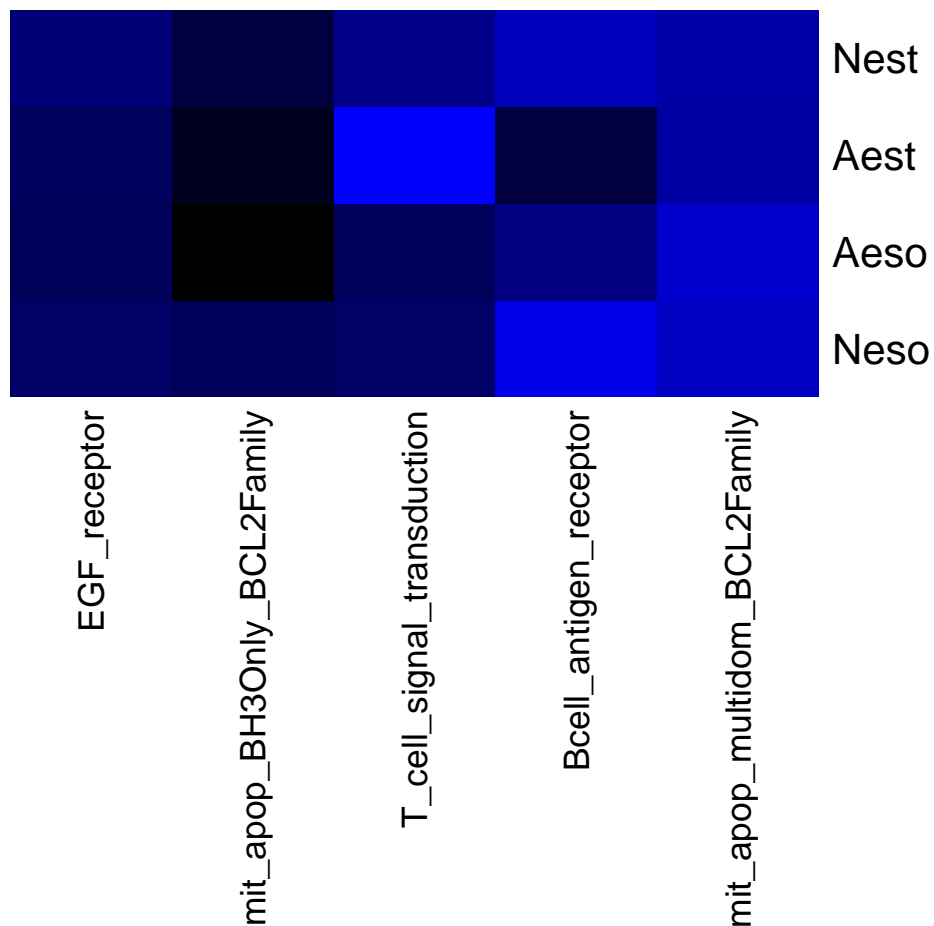 Nest
Aest
Aeso
Neso
EGF_receptor
mit_apop_BH3Only_BCL2Family
T_cell_signal_transduction
Bcell_antigen_receptor
mit_apop_multidom_BCL2Family